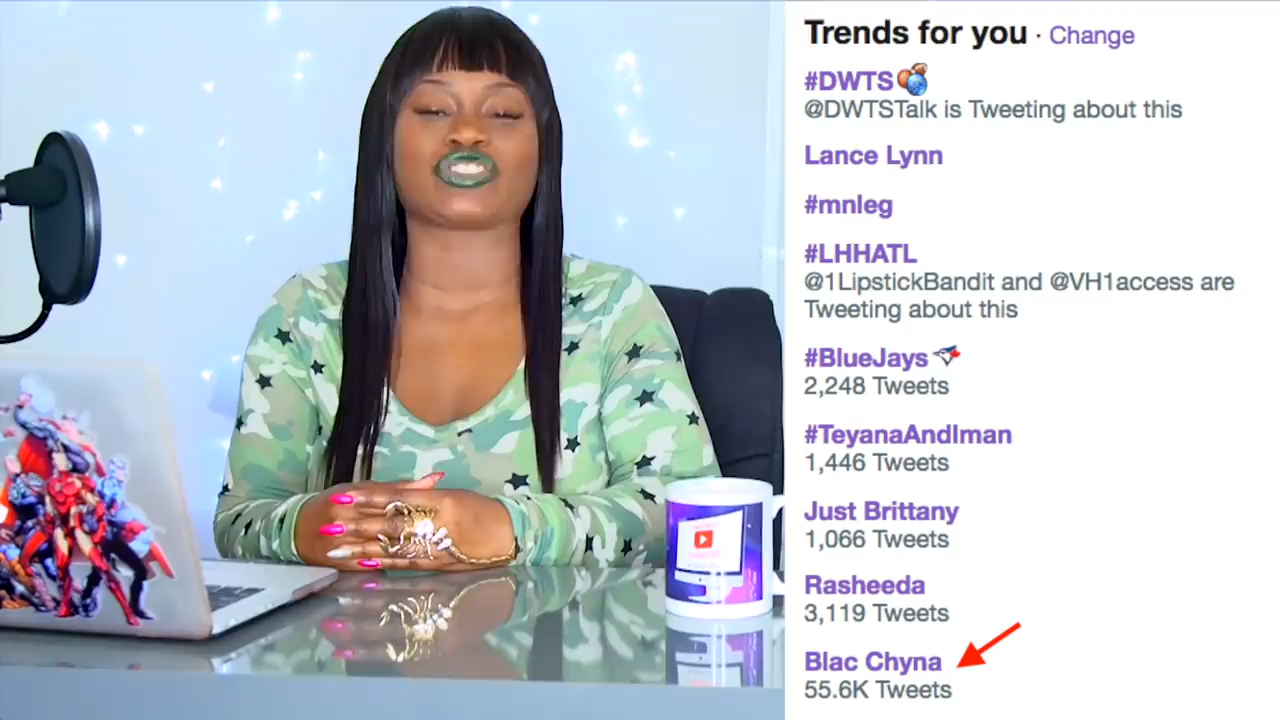 Trends for you · Change
#DWTS
@DWTSTalk is Tweeting about this
Lance Lynn
#mnleg
#LHHATL
@1LipstickBandit and @VH1access are
Tweeting about this
#BlueJays
2,248 Tweets
#TeyanaAndIman
1,446 Tweets
Just Brittany
1,066 Tweets
Rasheeda
3,119 Tweets
Blac Chyna
55.6K Tweets